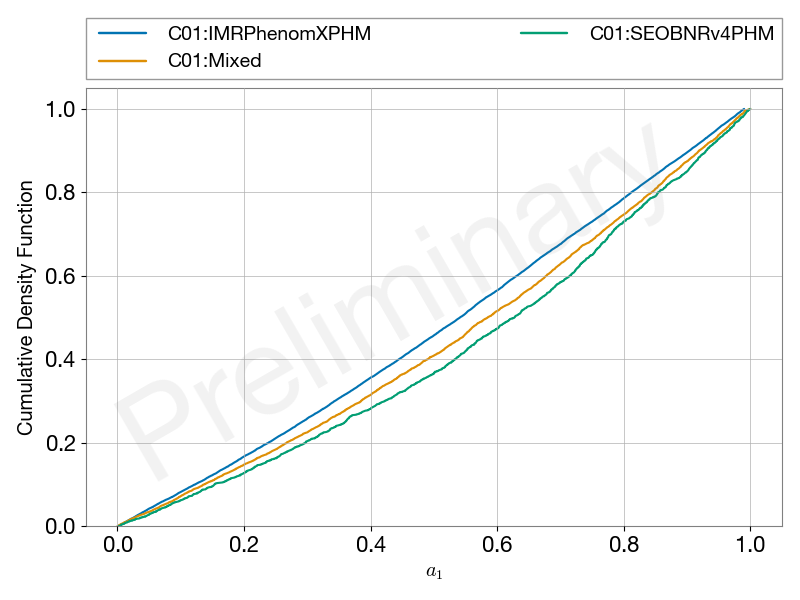 C01:IMRPhenomXPHM
C01:Mixed
C01:SEOBNRv4PHM
Cumulative Density Function
1.0
0.8
0.6
0.4
0.2
0.0
Preliminary
0.0 0.2 0.4 0.6 0.8 1.0
a₁